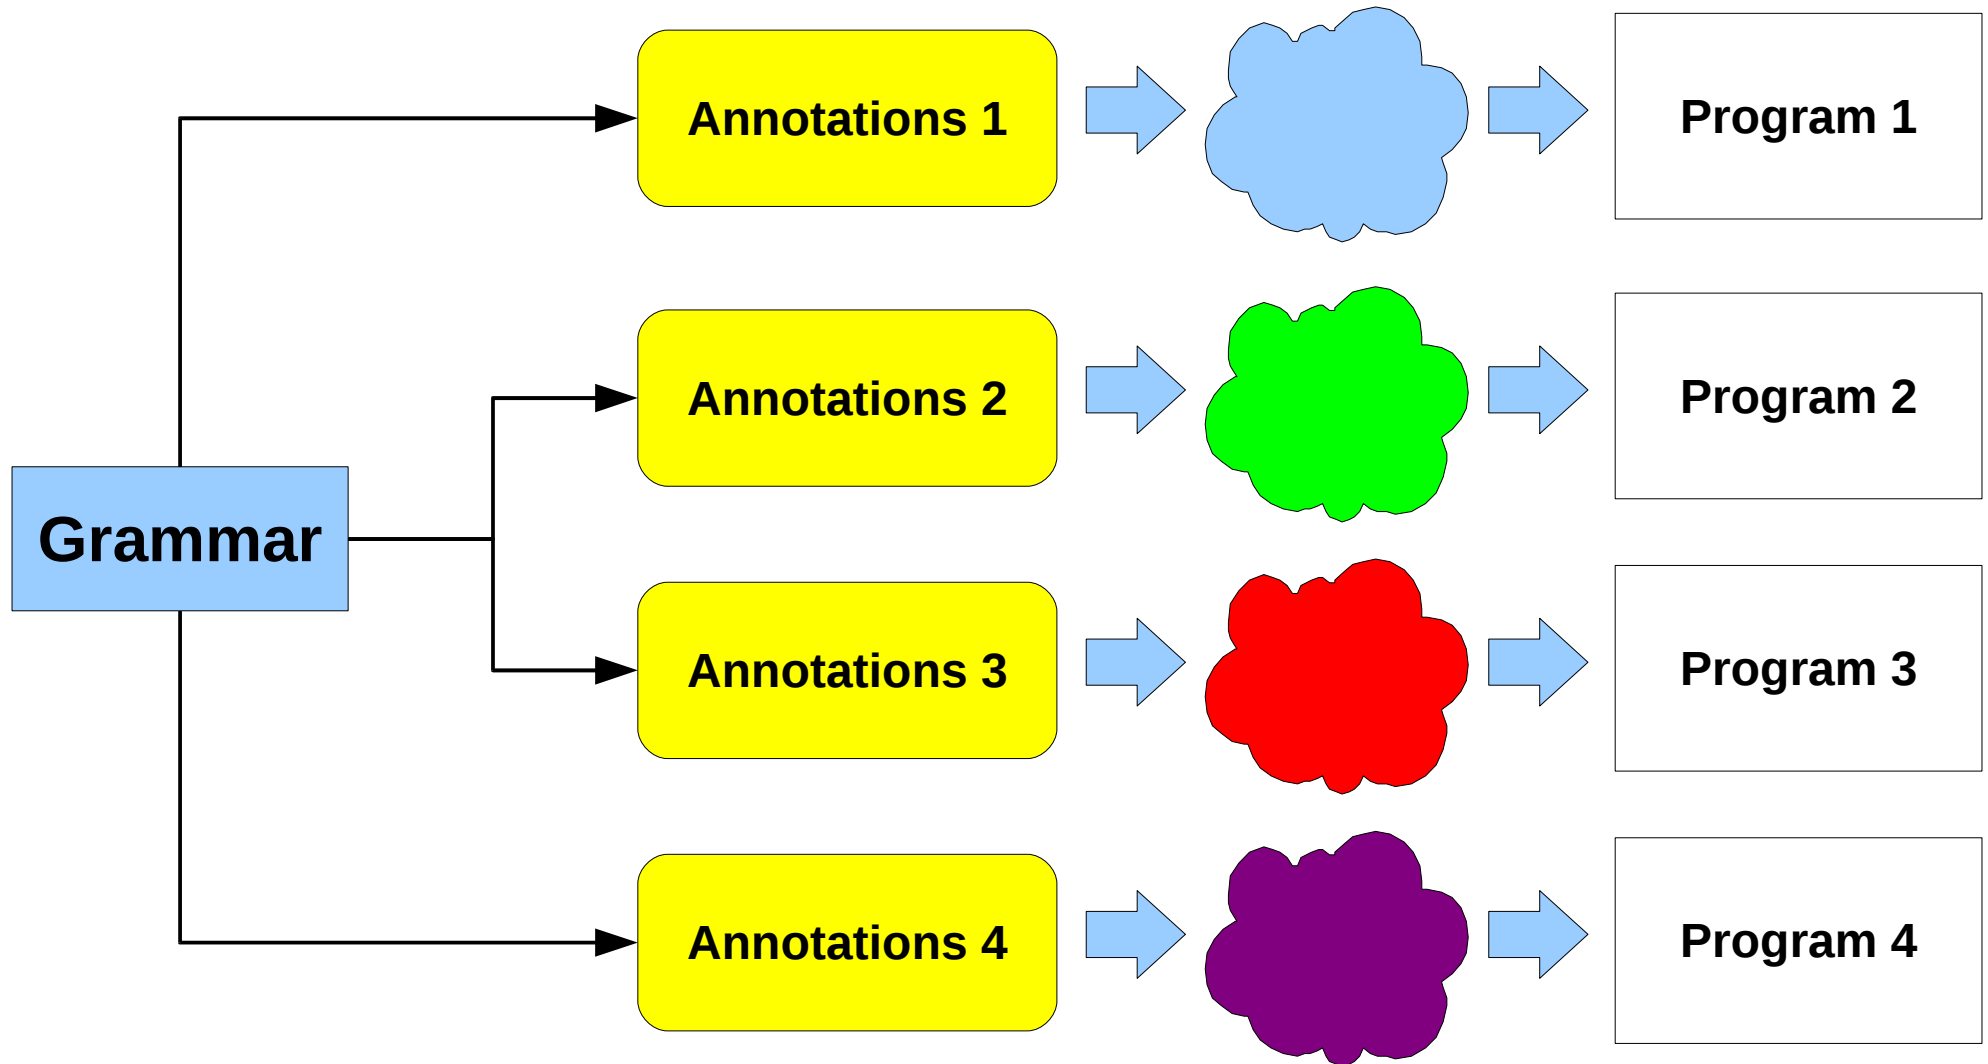 Annotations 1
Program 1
Annotations 2
Program 2
Grammar
Annotations 3
Program 3
Annotations 4
Program 4